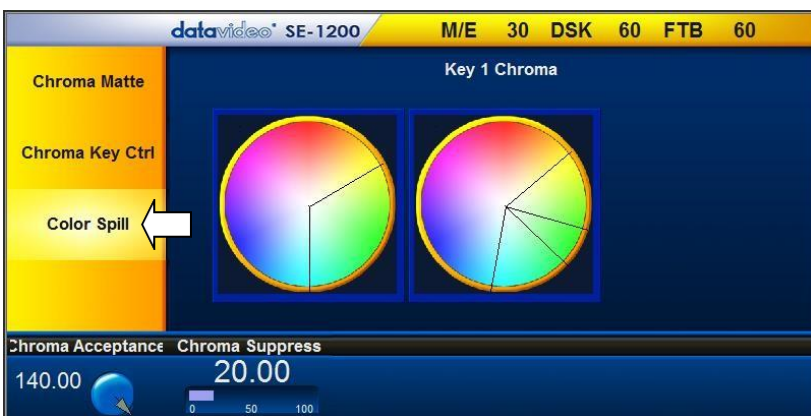 datavideo® SE-1200 M/E 30 DSK 60 FTB 60
Key 1 Chroma
Chroma Matte
Chroma Key Ctrl
Color Spill
Chroma Acceptance Chroma Suppress
140.00 20.00
0 50 100